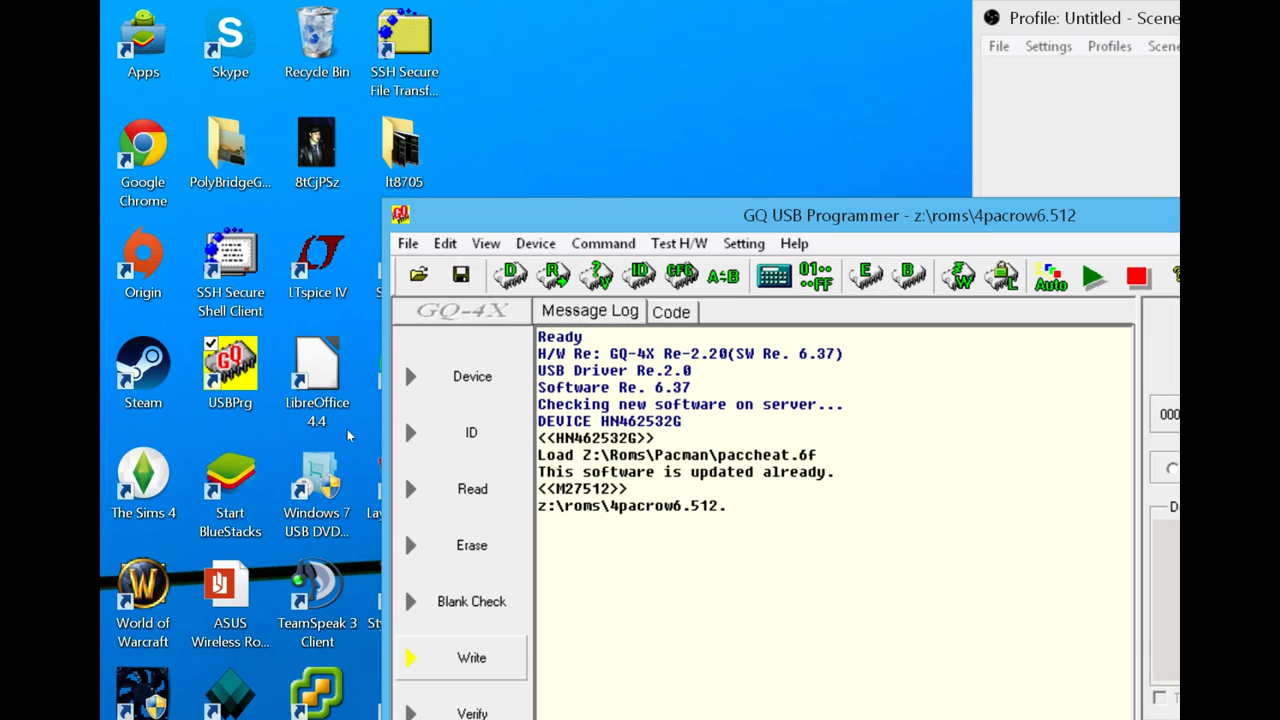 Apps
Skype
Recycle Bin
SSH Secure
File Transf...
Profile: Untitled - Scene
File Settings Profiles Scene
Google
Chrome
PolyBridgeG...
8tCjPSz
lt8705
GQ USB Programmer - z:\roms\4pacrow6.512
File Edit View Device Command Test H/W Setting Help
Origin
SSH Secure
Shell Client
LTspice IV
S
Auto
GQ-4X
Message Log
Code
Ready
H/W Re: GQ-4X Re-2.20(SW Re. 6.37)
USB Driver Re.2.0
Software Re. 6.37
Checking new software on server...
DEVICE HN462532G
<<HN462532G>>
Load Z:\Roms\Pacman\paccheat.6f
This software is updated already.
<<M27512>>
z:\roms\4pacrow6.512.
Device
ID
Read
Erase
Blank Check
Write
Verify
000
D
Steam
USBPrg
LibreOffice
4.4
The Sims 4
Start
BlueStacks
Windows 7
USB DVD...
Lay
World of
Warcraft
ASUS
Wireless Ro...
TeamSpeak 3
Client
Sty